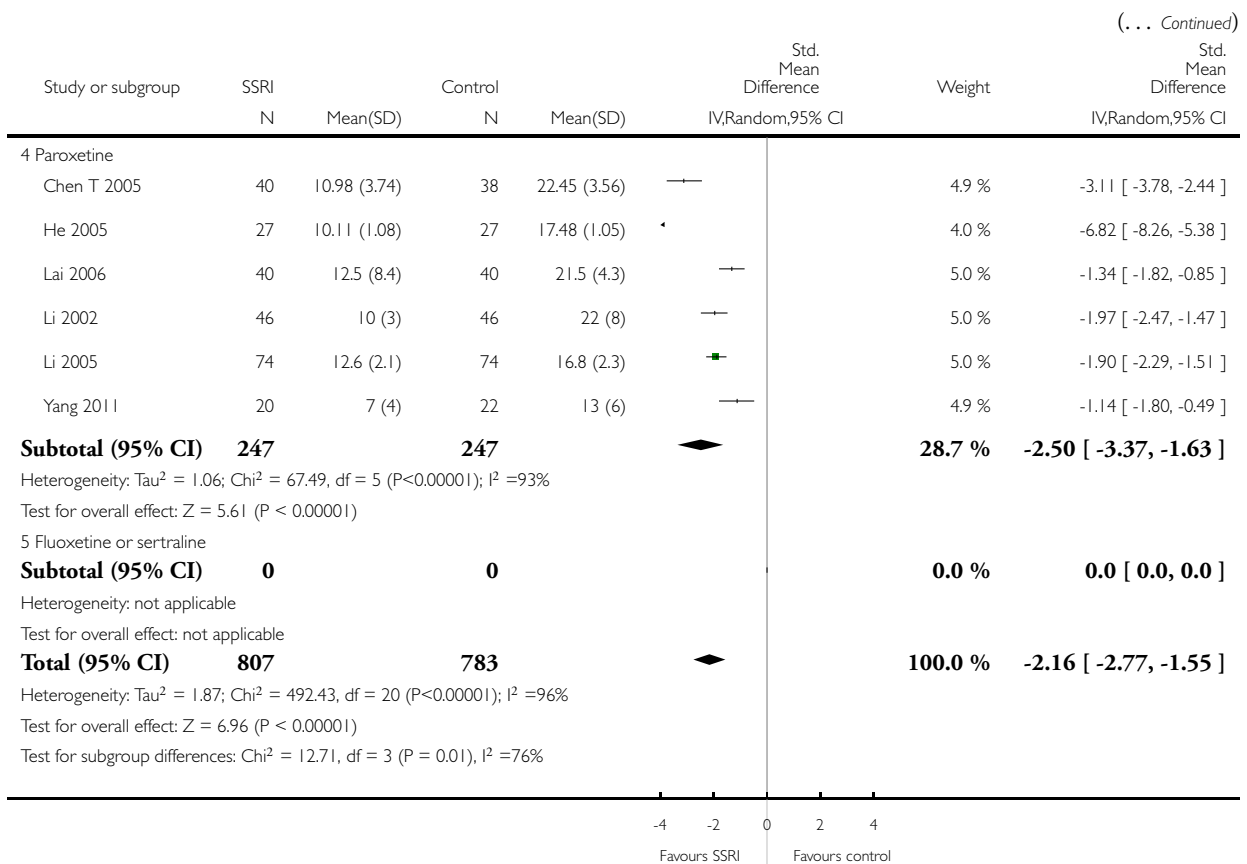 (... Continued)
Study or subgroup SSRI Control Std. Mean Difference Weight Std. Mean Difference
N Mean(SD) N Mean(SD) IV,Random,95% CI IV,Random,95% CI
4 Paroxetine
Chen T 2005 40 10.98 (3.74) 38 22.45 (3.56) 4.9 % -3.11 [ -3.78, -2.44 ]
He 2005 27 10.11 (1.08) 27 17.48 (1.05) 4.0 % -6.82 [ -8.26, -5.38 ]
Lai 2006 40 12.5 (8.4) 40 21.5 (4.3) 5.0 % -1.34 [ -1.82, -0.85 ]
Li 2002 46 10 (3) 46 22 (8) 5.0 % -1.97 [ -2.47, -1.47 ]
Li 2005 74 12.6 (2.1) 74 16.8 (2.3) 5.0 % -1.90 [ -2.29, -1.51 ]
Yang 2011 20 7 (4) 22 13 (6) 4.9 % -1.14 [ -1.80, -0.49 ]
Subtotal (95% CI) 247 247 28.7 % -2.50 [ -3.37, -1.63 ]
Heterogeneity: Tau² = 1.06; Chi² = 67.49, df = 5 (P<0.00001); I² =93%
Test for overall effect: Z = 5.61 (P < 0.00001)
5 Fluoxetine or sertraline
Subtotal (95% CI) 0 0 0.0 % 0.0 [ 0.0, 0.0 ]
Heterogeneity: not applicable
Test for overall effect: not applicable
Total (95% CI) 807 783 100.0 % -2.16 [ -2.77, -1.55 ]
Heterogeneity: Tau² = 1.87; Chi² = 492.43, df = 20 (P<0.00001); I² =96%
Test for overall effect: Z = 6.96 (P < 0.00001)
Test for subgroup differences: Chi² = 12.71, df = 3 (P = 0.01), I² =76%
-4 -2 0 2 4
Favours SSRI Favours control